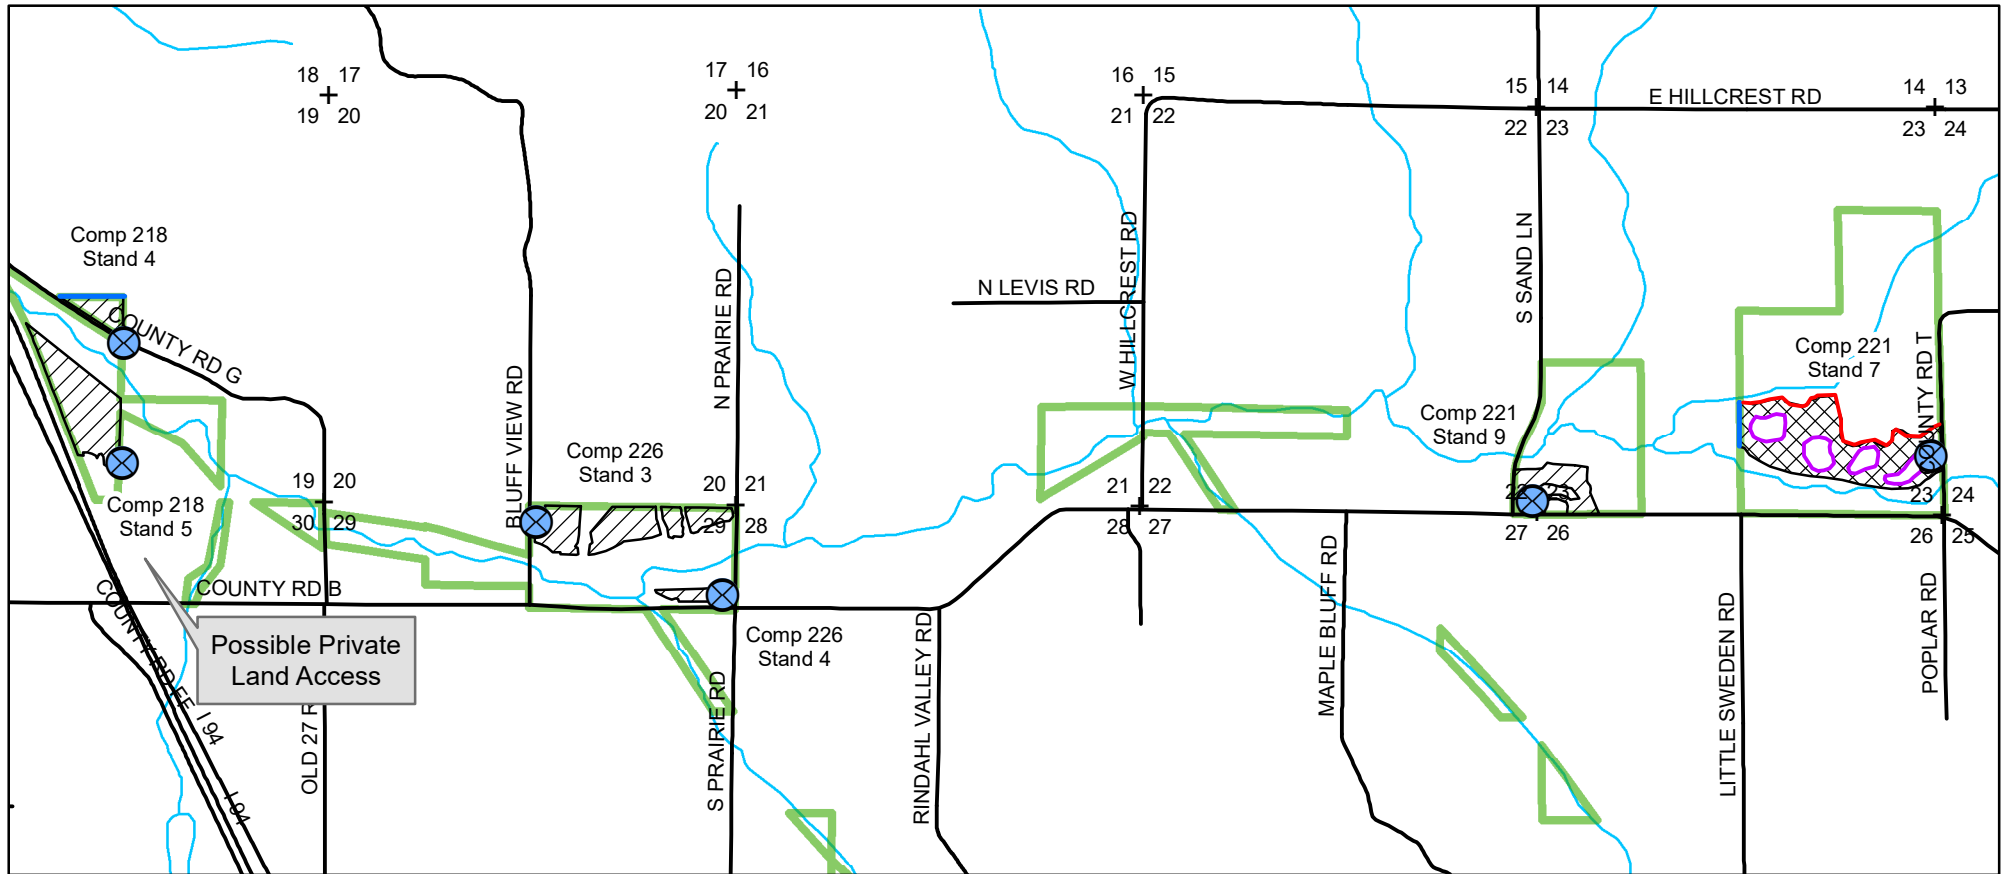 18 17
19 20
17 16
20 21
16 15
21 22
15 14
22 23
14 13
23 24
E HILLCREST RD
Comp 218
Stand 4
COUNTY RD G
BLUFF VIEW RD
N PRAIRIE RD
N LEVIS RD
W HILLCREST RD
S SAND LN
COUNTY RD T
Comp 221
Stand 7
Comp 221
Stand 9
Comp 226
Stand 3
Comp 218
Stand 5
19 20
30 29
20 21
29 28
21 22
28 27
22 23
27 26
23 24
26 25
COUNTY RD B
COUNTY RD FF
I 94
I 94
Possible Private
Land Access
OLD 27 R
Comp 226
Stand 4
S PRAIRIE RD
RINDAHL VALLEY RD
MAPLE BLUFF RD
LITTLE SWEDEN RD
POPLAR RD